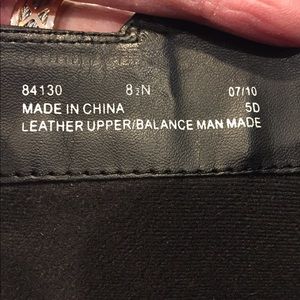 84130 8½N 07/10
MADE IN CHINA 5D
LEATHER UPPER/BALANCE MAN MADE